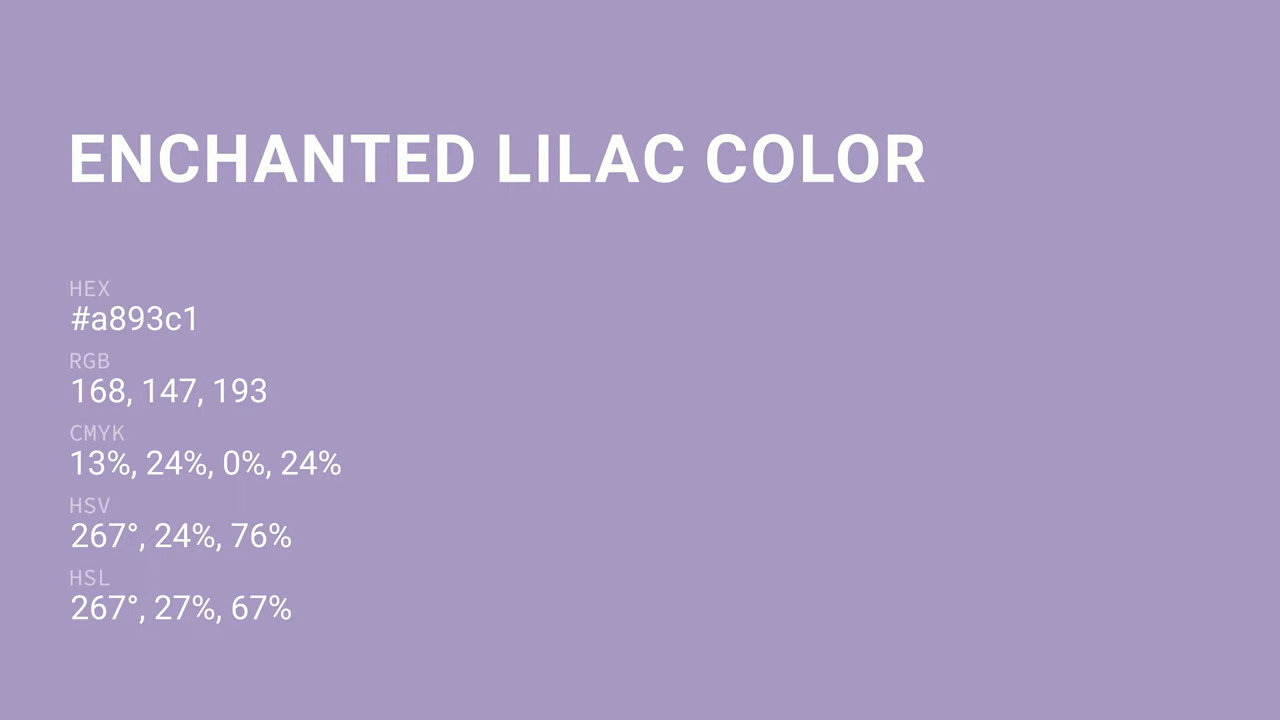 ENCHANTED LILAC COLOR
HEX
#a893c1
RGB
168, 147, 193
CMYK
13%, 24%, 0%, 24%
HSV
267°, 24%, 76%
HSL
267°, 27%, 67%